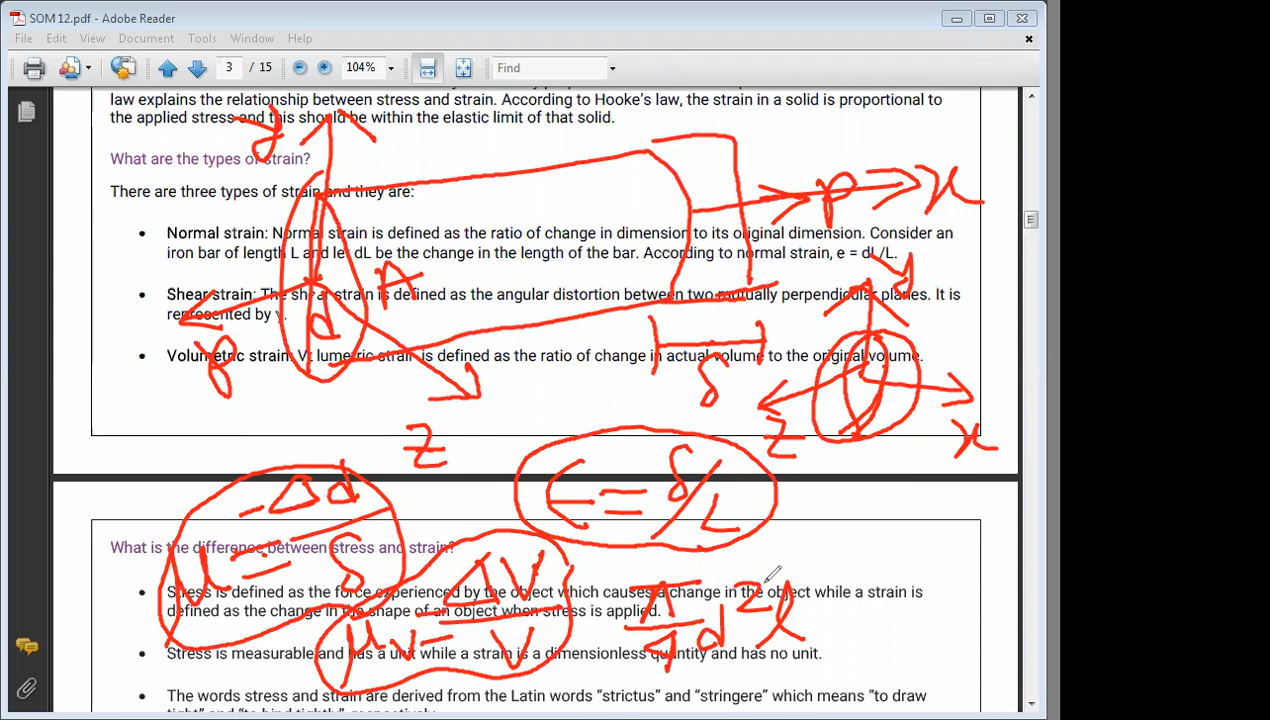 SOM 12.pdf - Adobe Reader
File Edit View Document Tools Window Help
3 / 15 104% Find
law explains the relationship between stress and strain. According to Hooke's law, the strain in a solid is proportional to
the applied stress and this should be within the elastic limit of that solid.
What are the types of strain?
There are three types of strain and they are:
• Normal strain: Normal strain is defined as the ratio of change in dimension to its original dimension. Consider an
iron bar of length L and let dL be the change in the length of the bar. According to normal strain, e = dL/L.
• Shear strain: The shear strain is defined as the angular distortion between two mutually perpendicular planes. It is
represented by γ.
• Volumetric strain: Volumetric strain is defined as the ratio of change in actual volume to the original volume.
y
P x
A
d
P
y
δ
z
z x
μ = -Δd/δ
ϵ = δ/L
What is the difference between stress and strain?
μv = ΔV/V
π/4 d² l
• Stress is defined as the force experienced by the object which causes a change in the object while a strain is
defined as the change in the shape of an object when stress is applied.
• Stress is measurable and has a unit while a strain is a dimensionless quantity and has no unit.
• The words stress and strain are derived from the Latin words “strictus” and “stringere” which means “to draw
tight” and “to bind tightly” respectively.